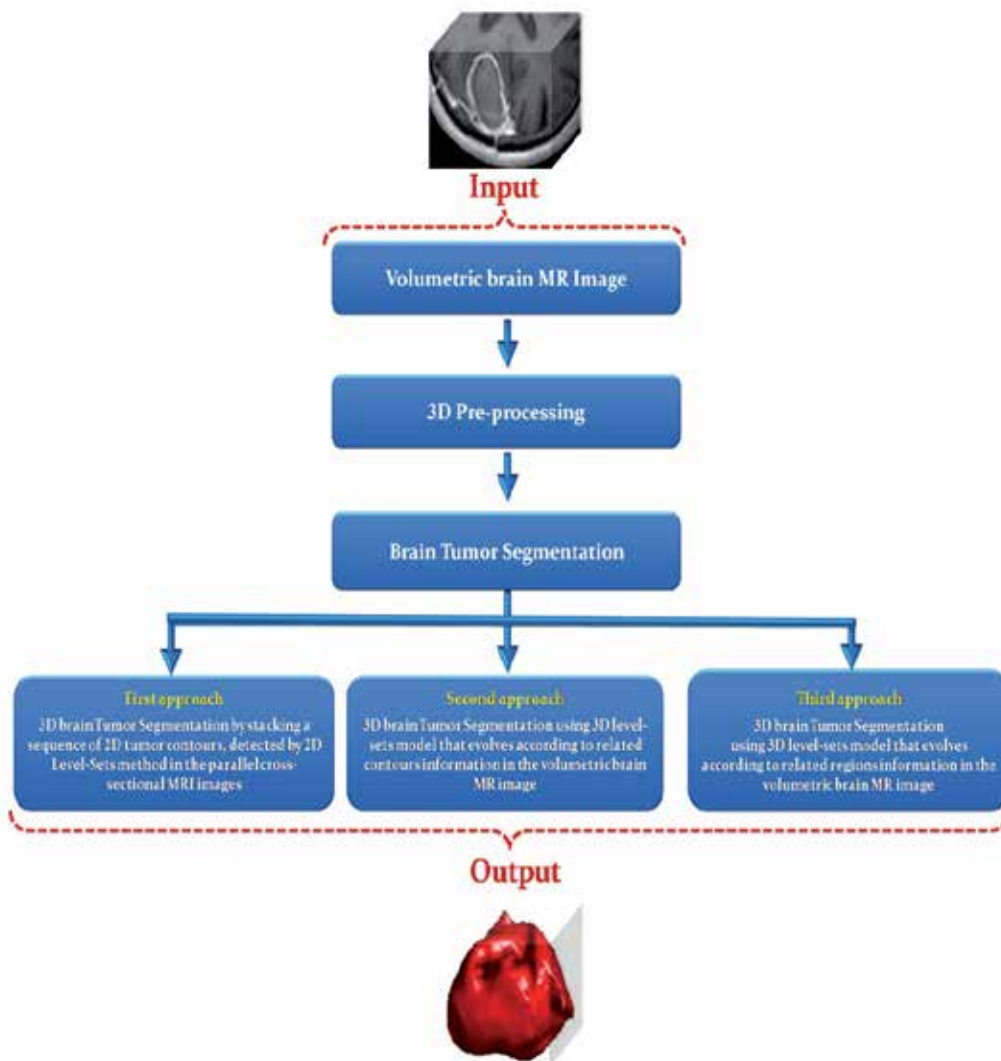 Input
Volumetric brain MR Image
3D Pre-processing
Brain Tumor Segmentation
First approach
3D brain Tumor Segmentation by stacking a
sequence of 2D tumor contours, detected by 2D
Level-Sets method in the parallel cross-
sectional MRI images
Second approach
3D brain Tumor Segmentation using 3D level-
sets model that evolves according to related
contours information in the volumetric brain
MR image
Third approach
3D brain Tumor Segmentation
using 3D level-sets model that evolves
according to related regions information in the
volumetric brain MR image
Output